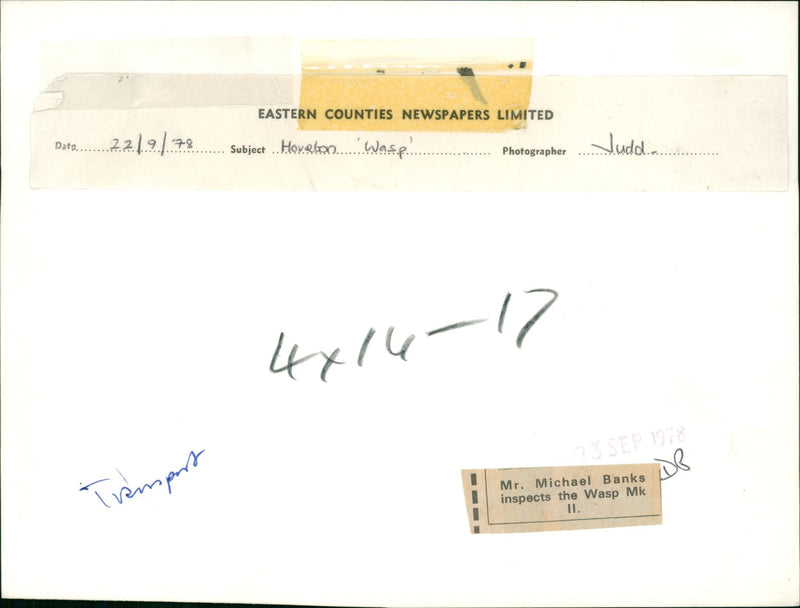 EASTERN COUNTIES NEWSPAPERS LIMITED
Date 22/9/78 Subject Hoveton 'Wasp' Photographer Judd.
4x14-17
Transport
23 SEP 1978
DB
Mr. Michael Banks
inspects the Wasp Mk
II.